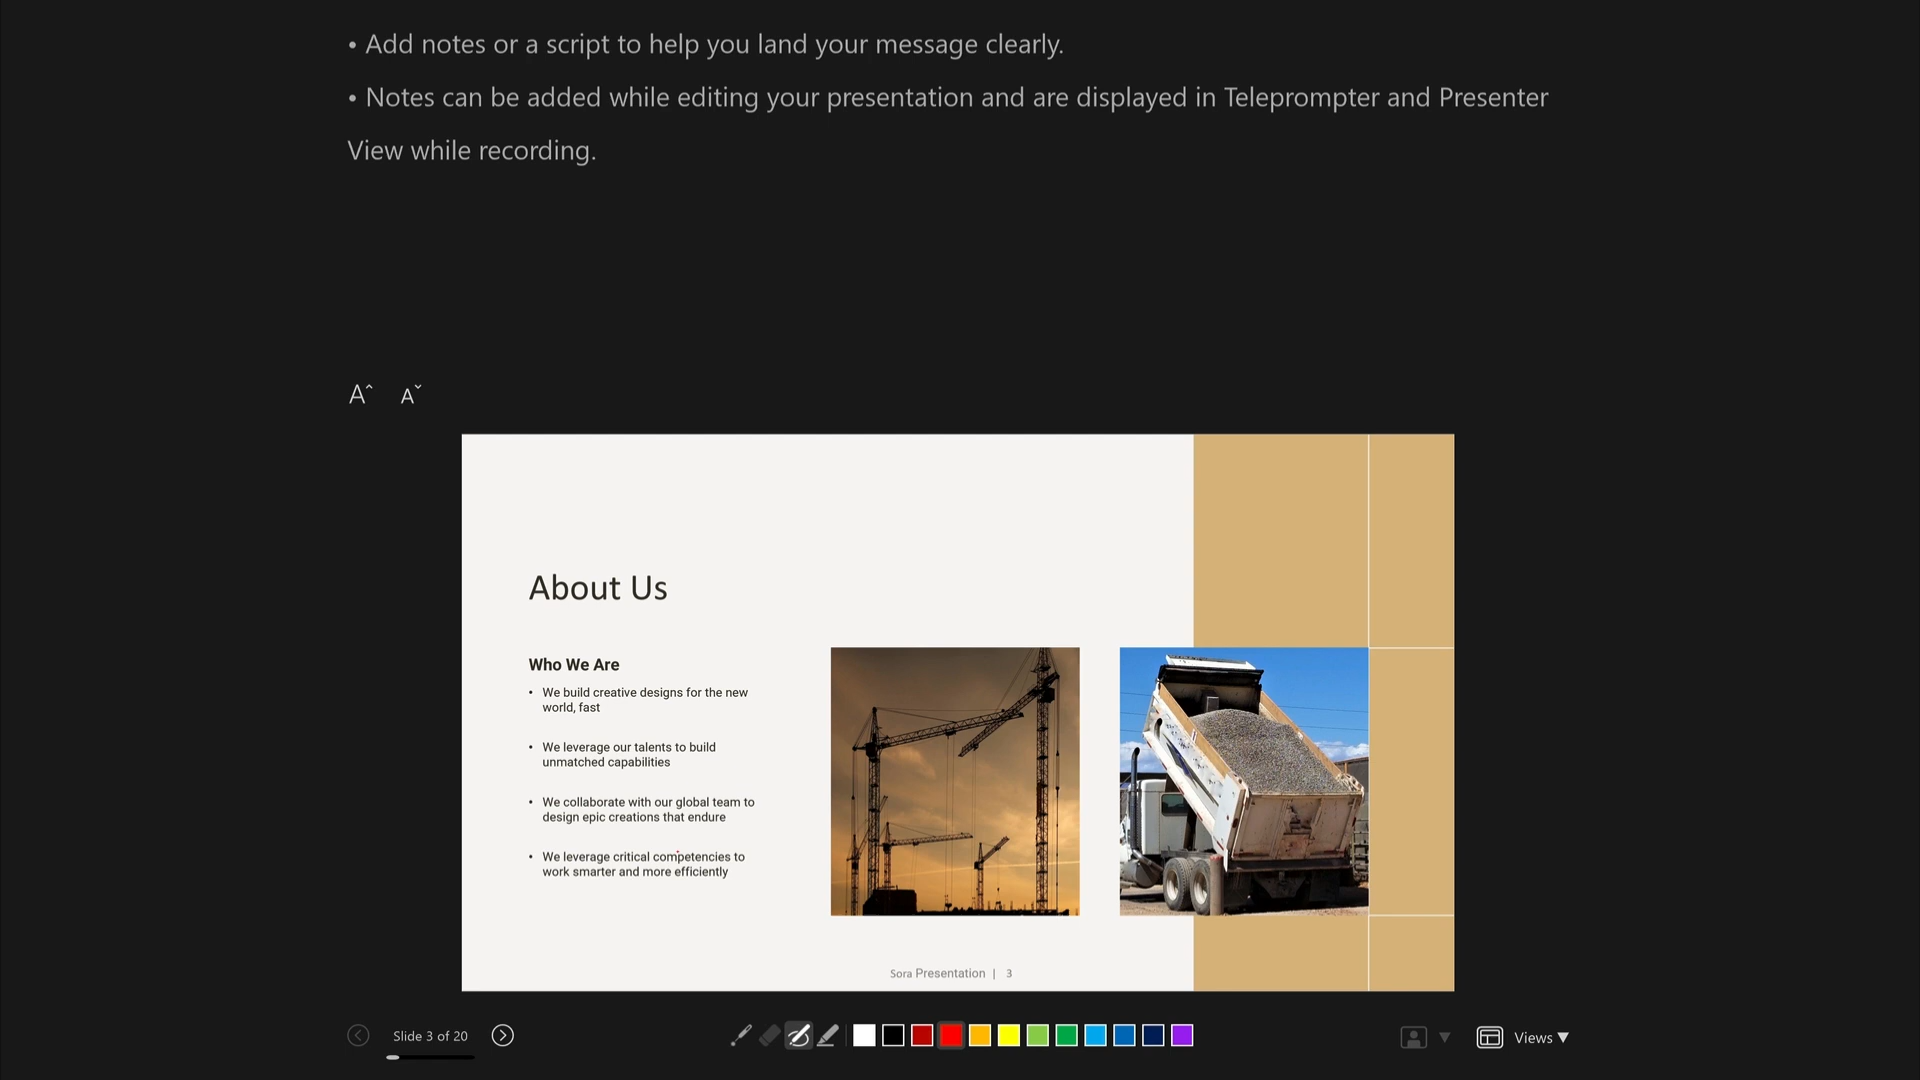 • Add notes or a script to help you land your message clearly.
• Notes can be added while editing your presentation and are displayed in Teleprompter and Presenter
View while recording.
A^ Aˇ
About Us
Who We Are
• We build creative designs for the new
world, fast
• We leverage our talents to build
unmatched capabilities
• We collaborate with our global team to
design epic creations that endure
• We leverage critical competencies to
work smarter and more efficiently
Sora Presentation | 3
Slide 3 of 20
Views